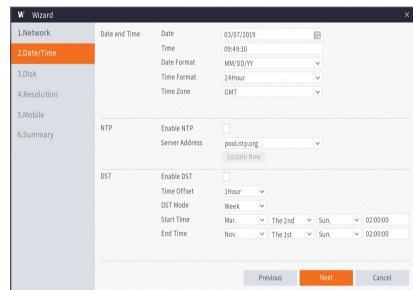 W Wizard X
1.Network
2.Date/Time
3.Disk
4.Resolution
5.Mobile
6.Summary
Date and Time
Date 03/07/2019
Time 09:49:10
Date Format MM/DD/YY
Time Format 24Hour
Time Zone GMT
NTP Enable NTP
Server Address pool.ntp.org
Update Now
DST Enable DST
Time Offset 1Hour
DST Mode Week
Start Time Mar. The 2nd Sun. 02:00:00
End Time Nov. The 1st Sun. 02:00:00
Previous Next Cancel